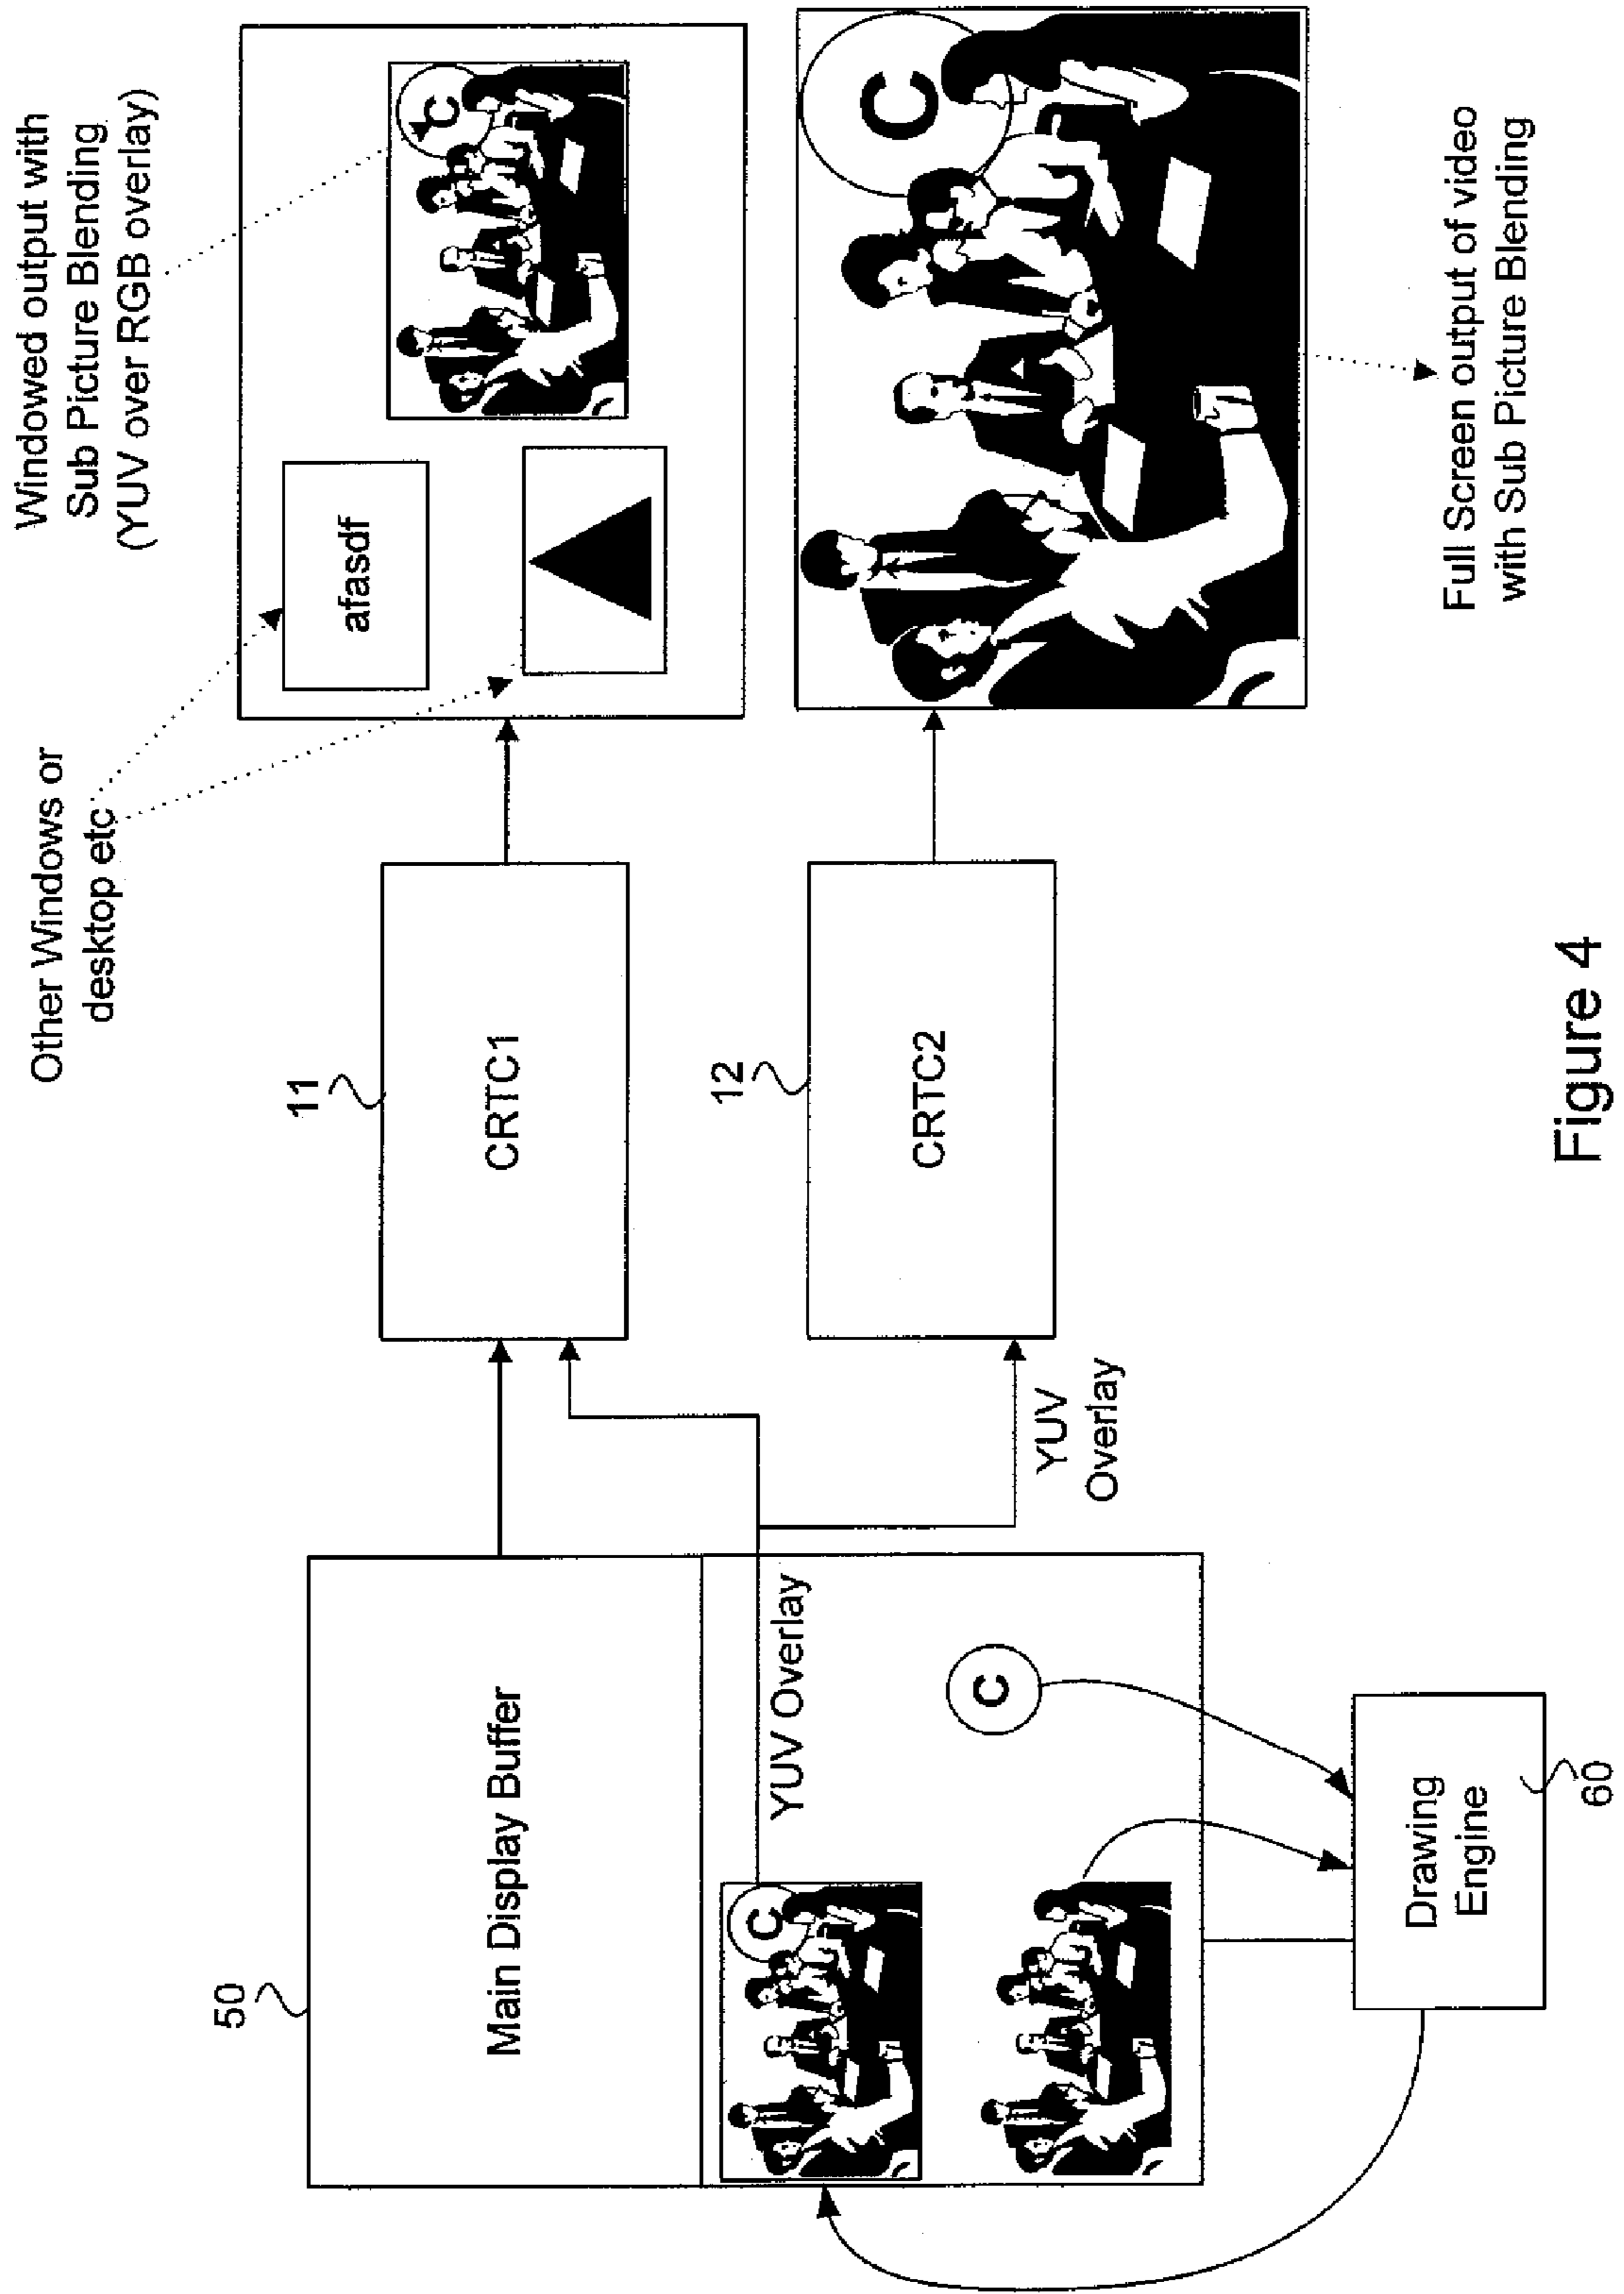 Other Windows or
desktop etc
Windowed output with
Sub Picture Blending
(YUV over RGB overlay)
50
Main Display Buffer
11
CRTC1
afasdf
C
YUV Overlay
C
C
YUV
Overlay
12
CRTC2
C
Drawing
Engine
60
Full Screen output of video
with Sub Picture Blending
Figure 4